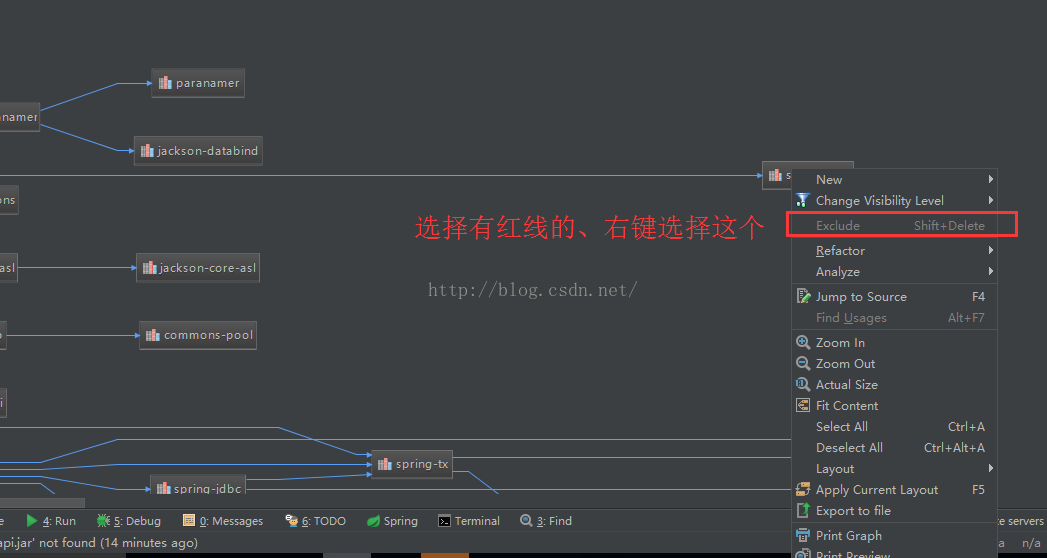 paranamer
jackson-databind
选择有红线的、右键选择这个
http://blog.csdn.net/
jackson-core-asl
commons-pool
spring-tx
spring-jdbc
New
Change Visibility Level
Exclude Shift+Delete
Refactor
Analyze
Jump to Source F4
Find Usages Alt+F7
Zoom In
Zoom Out
Actual Size
Fit Content
Select All Ctrl+A
Deselect All Ctrl+Alt+A
Layout
Apply Current Layout F5
Export to file
Print Graph
Print Preview
4: Run 5: Debug 0: Messages 6: TODO Spring Terminal 3: Find servers
api.jar' not found (14 minutes ago) n/a